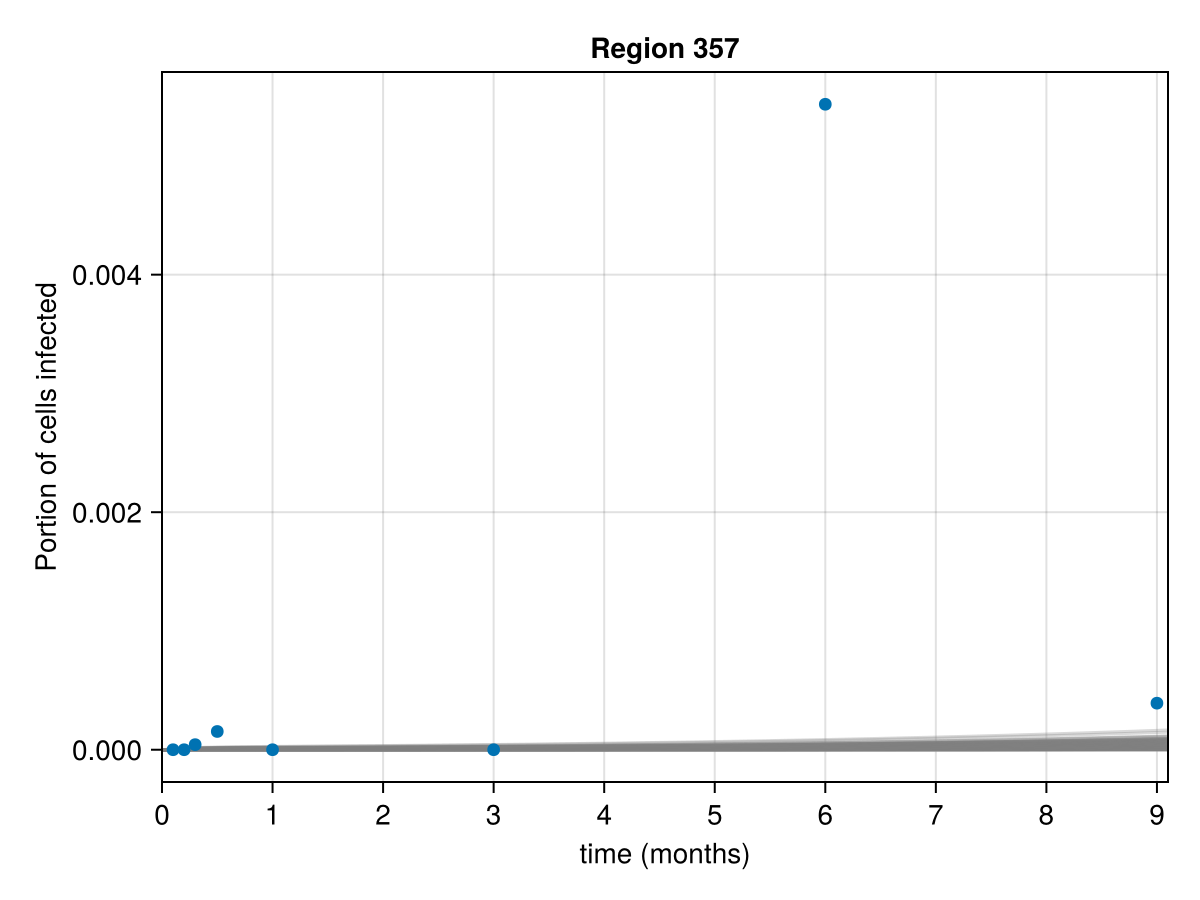 Region 357
Portion of cells infected
0.004
0.002
0.000
0 1 2 3 4 5 6 7 8 9
time (months)